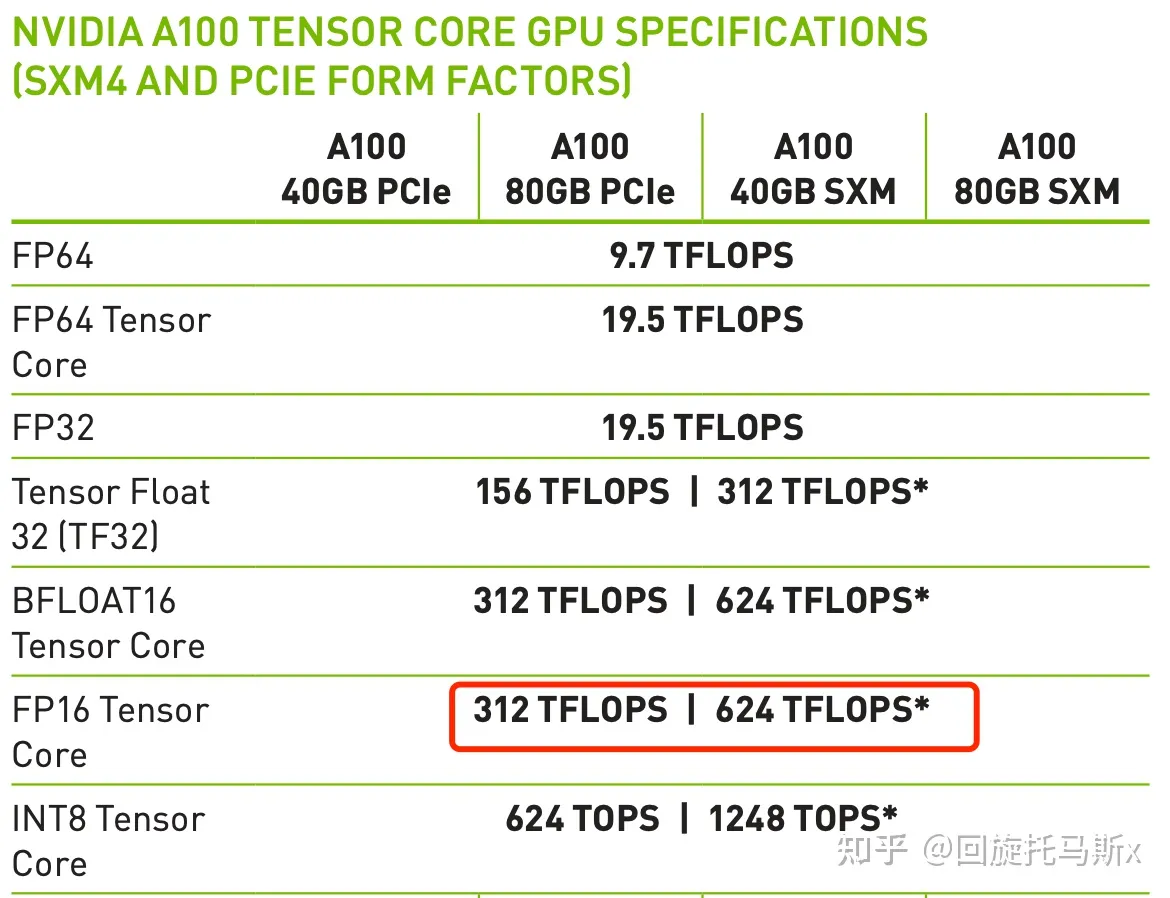 NVIDIA A100 TENSOR CORE GPU SPECIFICATIONS
(SXM4 AND PCIE FORM FACTORS)
A100 40GB PCIe
A100 80GB PCIe
A100 40GB SXM
A100 80GB SXM
FP64 9.7 TFLOPS
FP64 Tensor Core 19.5 TFLOPS
FP32 19.5 TFLOPS
Tensor Float 32 (TF32) 156 TFLOPS | 312 TFLOPS*
BFLOAT16 Tensor Core 312 TFLOPS | 624 TFLOPS*
FP16 Tensor Core 312 TFLOPS | 624 TFLOPS*
INT8 Tensor Core 624 TOPS | 1248 TOPS*
知乎 @回旋托马斯x